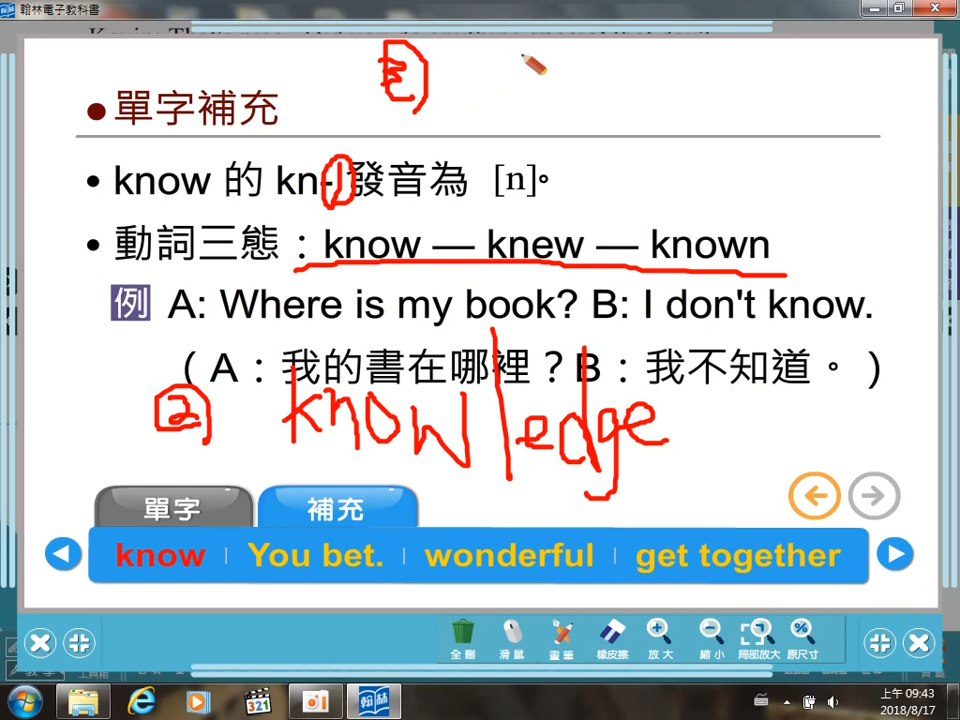 翰林電子教科書
●單字補充
• know 的 kn- 發音為 [n]。
• 動詞三態：know — knew — known
例 A: Where is my book? B: I don't know.
（A：我的書在哪裡？B：我不知道。）
2 knowledge
單字 補充
know | You bet. | wonderful | get together
全刪 滑鼠 畫筆 橡皮擦 放大 縮小 局部放大 原尺寸
321 翰林 上午 09:43
2018/8/17